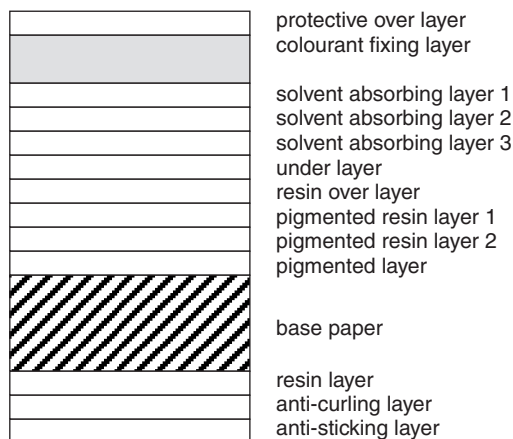 protective over layer
colourant fixing layer
solvent absorbing layer 1
solvent absorbing layer 2
solvent absorbing layer 3
under layer
resin over layer
pigmented resin layer 1
pigmented resin layer 2
pigmented layer
base paper
resin layer
anti-curling layer
anti-sticking layer